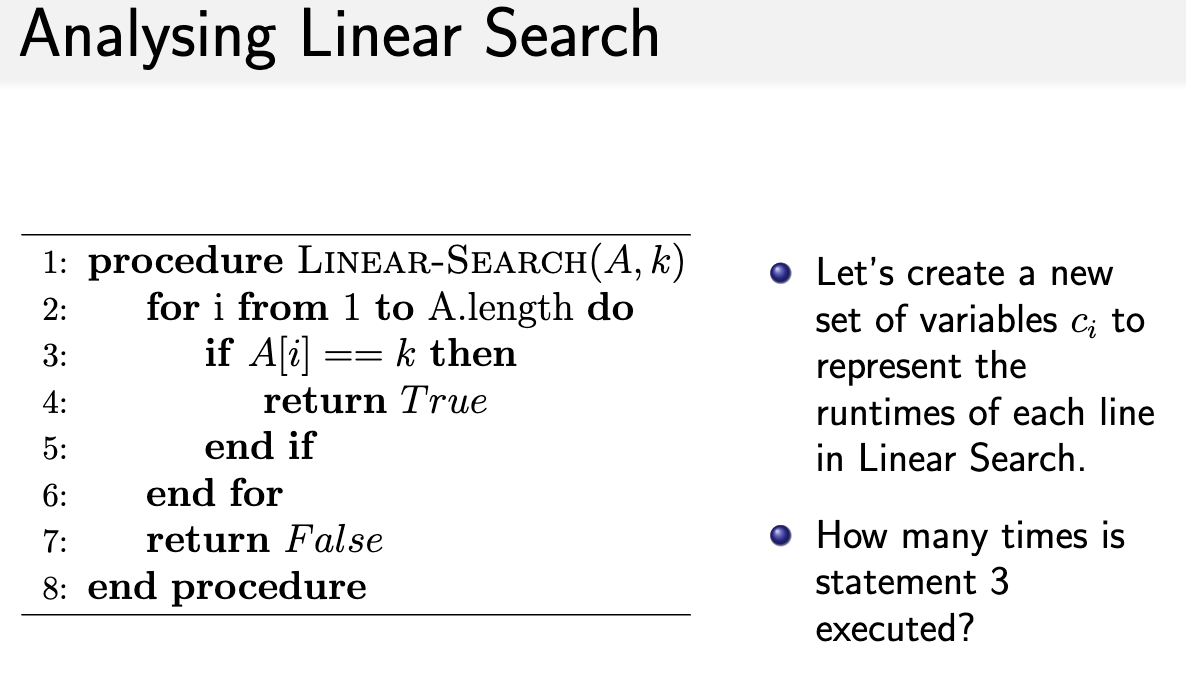 Analysing Linear Search
1: procedure LINEAR-SEARCH(A, k)
2: for i from 1 to A.length do
3: if A[i] == k then
4: return True
5: end if
6: end for
7: return False
8: end procedure
Let's create a new
set of variables cᵢ to
represent the
runtimes of each line
in Linear Search.
How many times is
statement 3
executed?